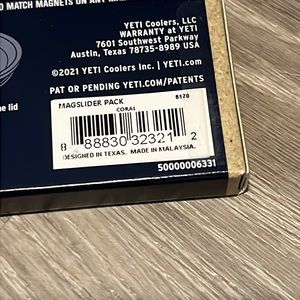 O MATCH MAGNETS ON ANY
YETI Coolers, LLC
WARRANTY at YETI
7601 Southwest Parkway
Austin, Texas 78735-8989 USA
©2021 YETI Coolers Inc. | YETI.com
PAT OR PENDING YETI.COM/PATENTS
he lid
MAGSLIDER PACK 8170
CORAL
8 88830 32321 2
DESIGNED IN TEXAS. MADE IN MALAYSIA.
50000006331